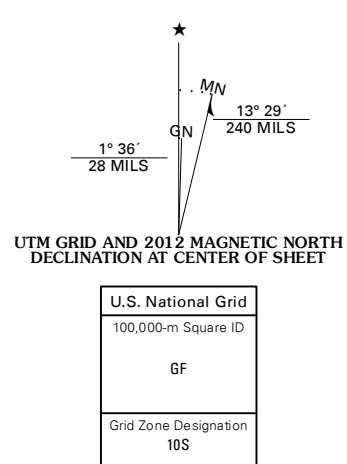 ★
MN
GN
13° 29´
240 MILS
1° 36´
28 MILS
UTM GRID AND 2012 MAGNETIC NORTH
DECLINATION AT CENTER OF SHEET
U.S. National Grid
100,000-m Square ID
GF
Grid Zone Designation
10S